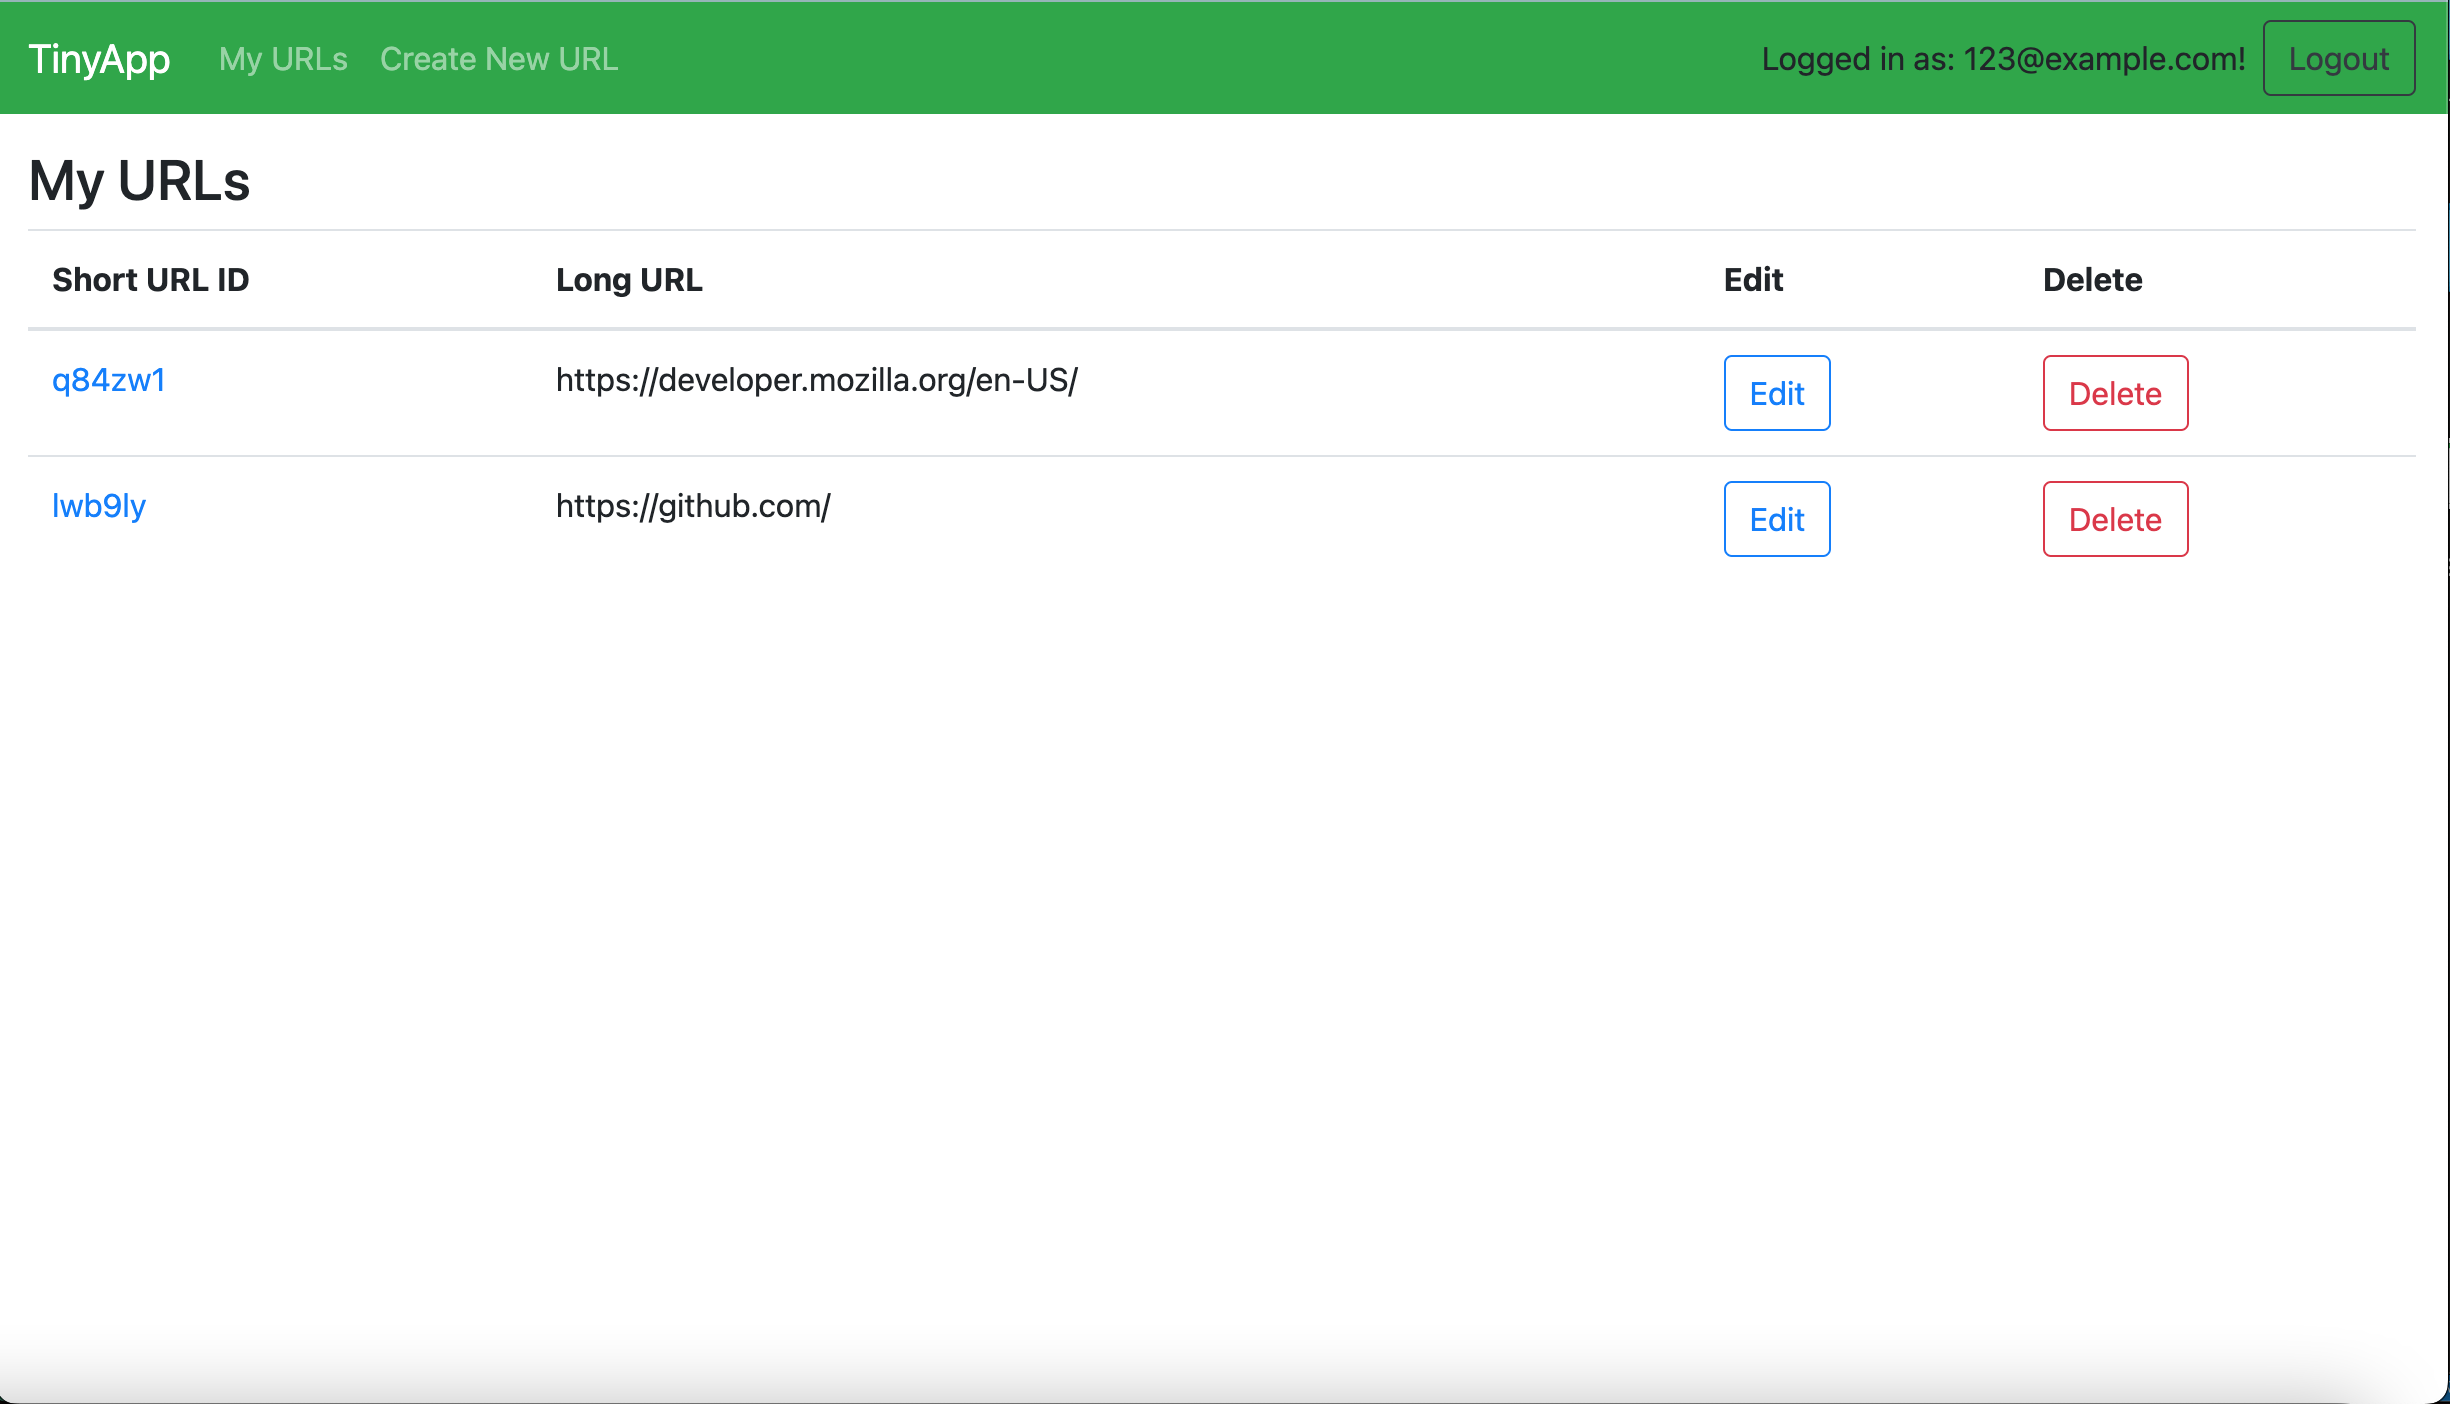 TinyApp My URLs Create New URL Logged in as: 123@example.com! Logout
My URLs
Short URL ID Long URL Edit Delete
q84zw1 https://developer.mozilla.org/en-US/ Edit Delete
lwb9ly https://github.com/ Edit Delete